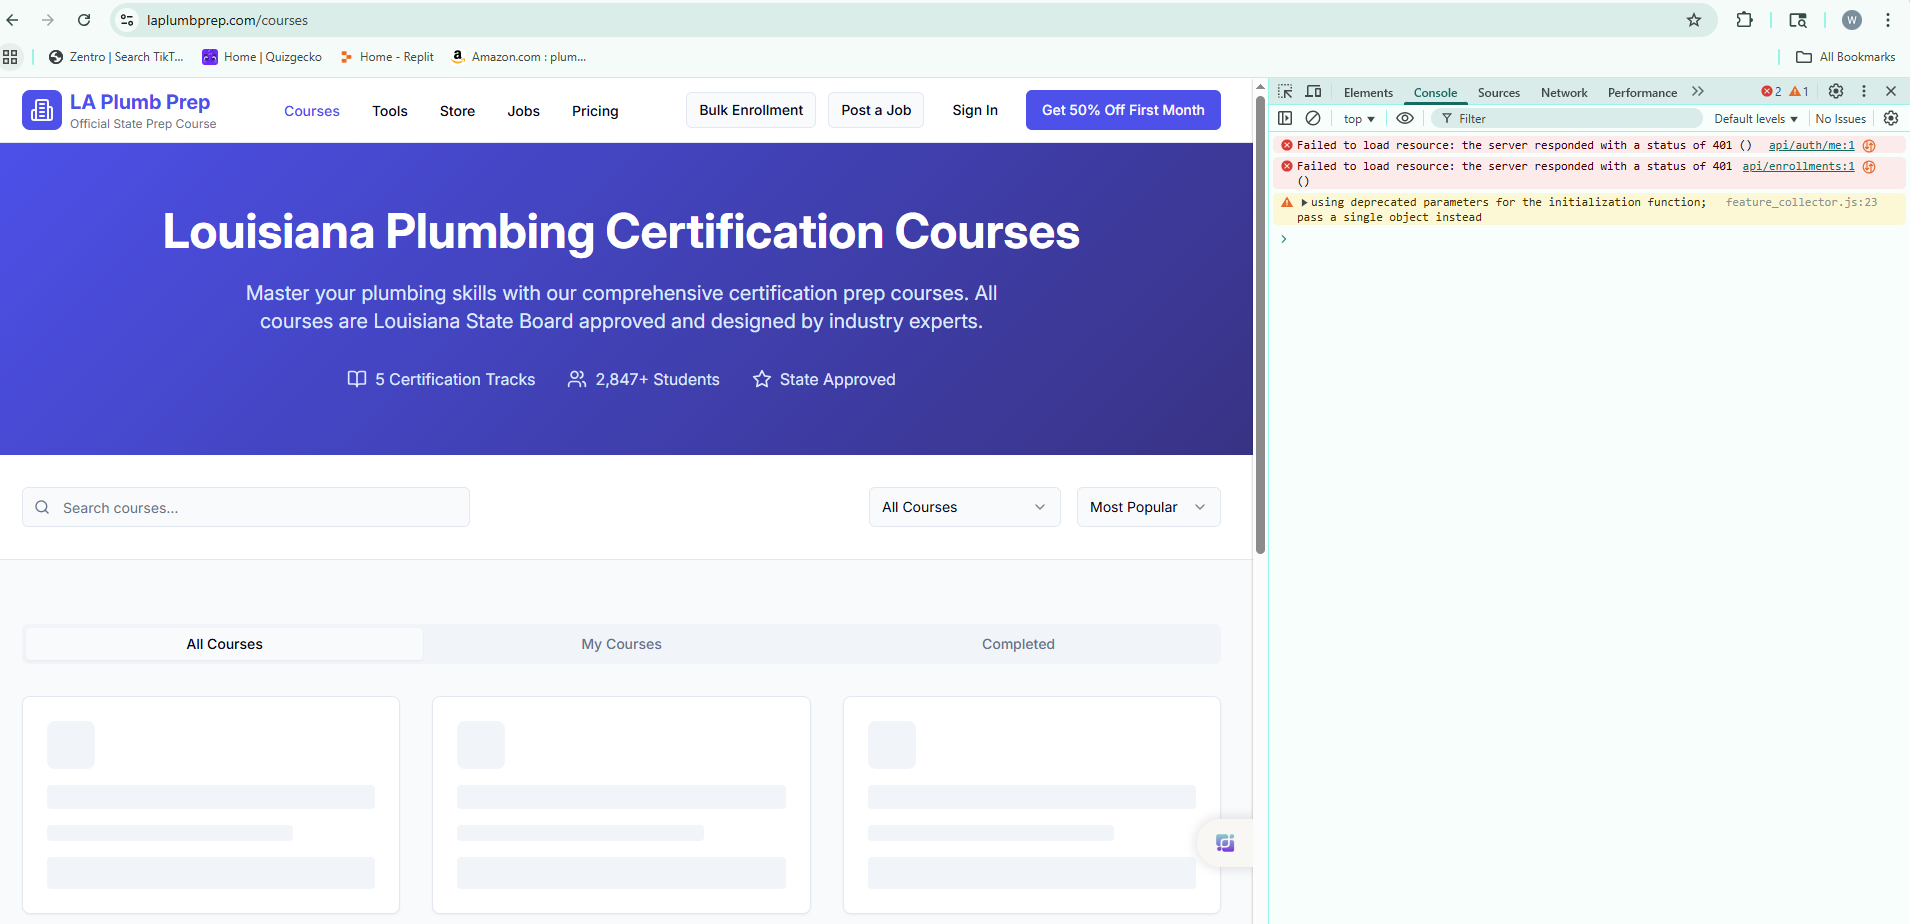 laplumbprep.com/courses
W
Zentro | Search TikT...
Home | Quizgecko
Home - Replit
Amazon.com : plum...
All Bookmarks
LA Plumb Prep
Official State Prep Course
Courses
Tools
Store
Jobs
Pricing
Bulk Enrollment
Post a Job
Sign In
Get 50% Off First Month
Louisiana Plumbing Certification Courses
Master your plumbing skills with our comprehensive certification prep courses. All
courses are Louisiana State Board approved and designed by industry experts.
5 Certification Tracks
2,847+ Students
State Approved
Search courses...
All Courses
Most Popular
All Courses
My Courses
Completed
Elements
Console
Sources
Network
Performance
2
1
top
Filter
Default levels
No Issues
Failed to load resource: the server responded with a status of 401 () api/auth/me:1
Failed to load resource: the server responded with a status of 401 api/enrollments:1
()
using deprecated parameters for the initialization function; feature_collector.js:23
pass a single object instead